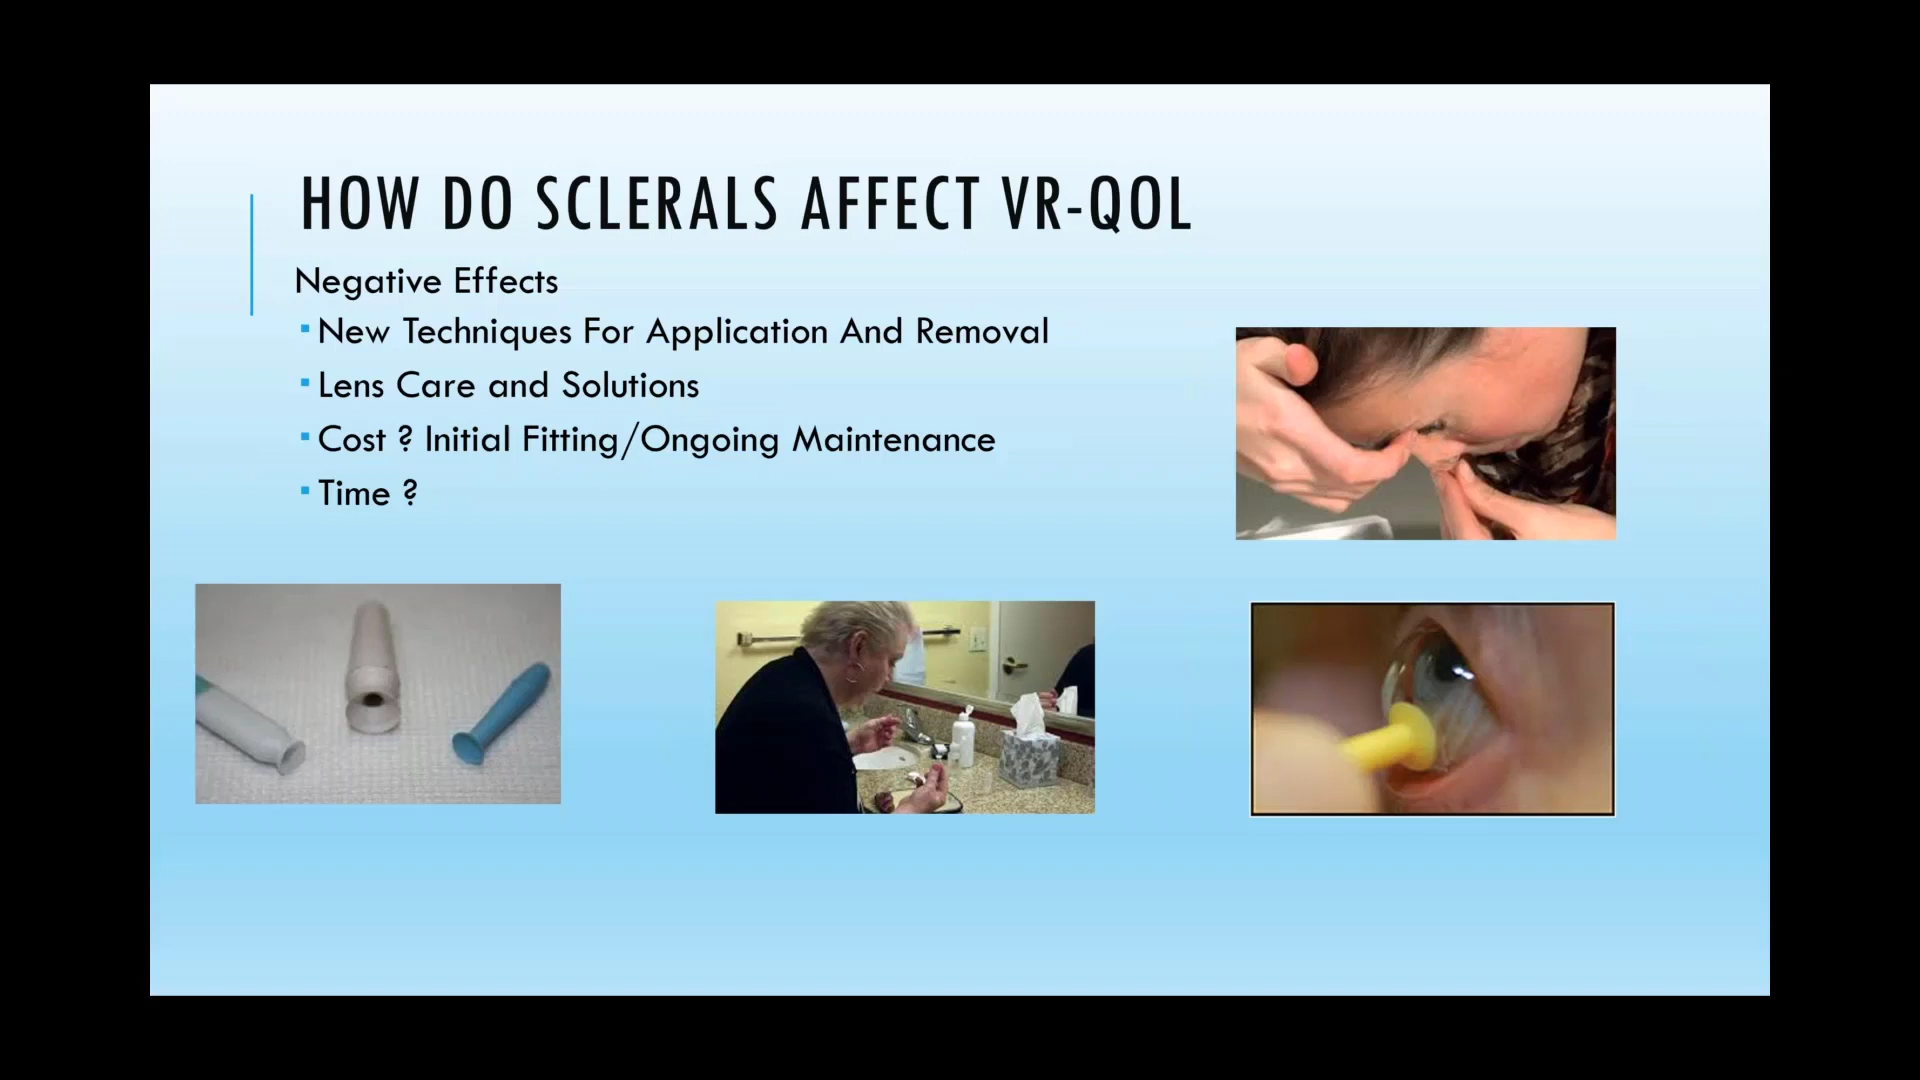 HOW DO SCLERALS AFFECT VR-QOL
Negative Effects
New Techniques For Application And Removal
Lens Care and Solutions
Cost ? Initial Fitting/Ongoing Maintenance
Time ?